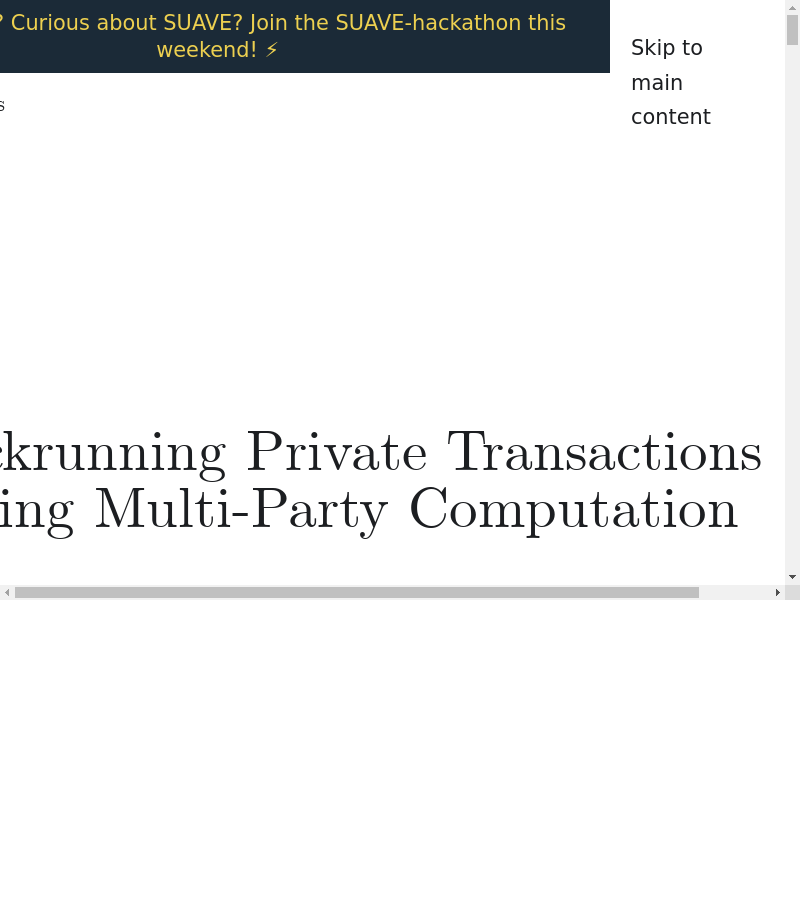 ? Curious about SUAVE? Join the SUAVE-hackathon this
weekend! ⚡
Skip to
main
content
s
ckrunning Private Transactions
ing Multi-Party Computation